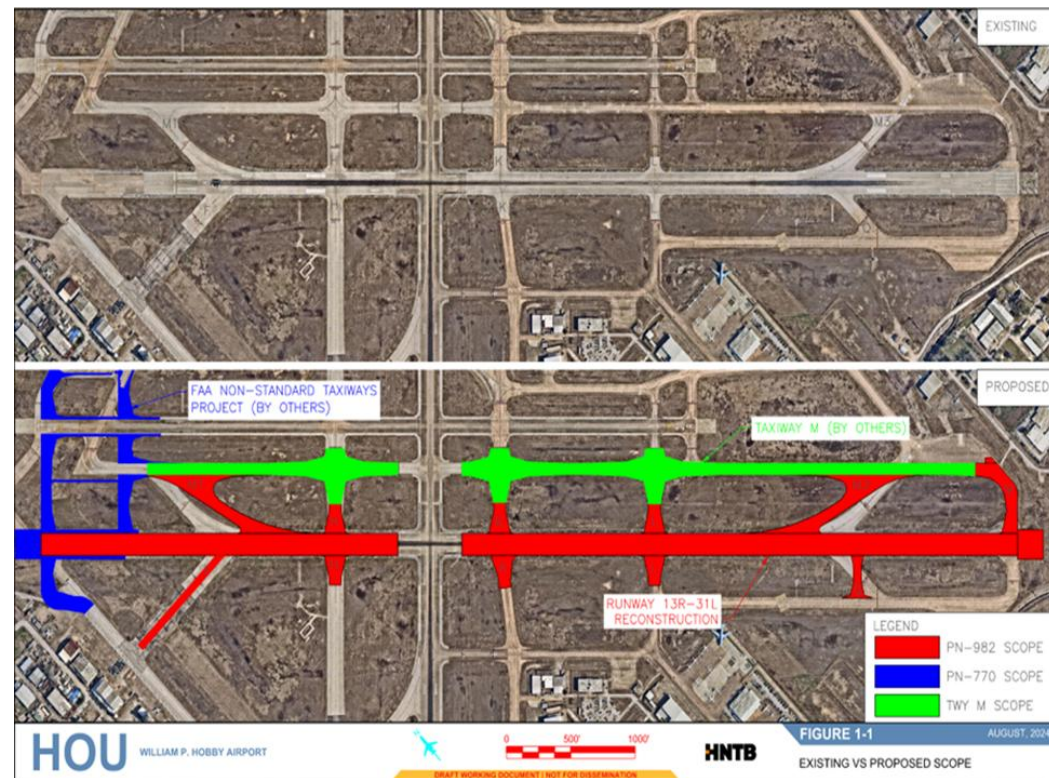 EXISTING
M1
M3
K
Q
PROPOSED
FAA NON-STANDARD TAXIWAYS
PROJECT (BY OTHERS)
TAXIWAY M (BY OTHERS)
RUNWAY 13R-31L
RECONSTRUCTION
LEGEND
PN-982 SCOPE
PN-770 SCOPE
TWY M SCOPE
HOU
WILLIAM P. HOBBY AIRPORT
0 500' 1000'
HNTB
FIGURE 1-1
AUGUST, 2024
EXISTING VS PROPOSED SCOPE
DRAFT WORKING DOCUMENT | NOT FOR DISSEMINATION